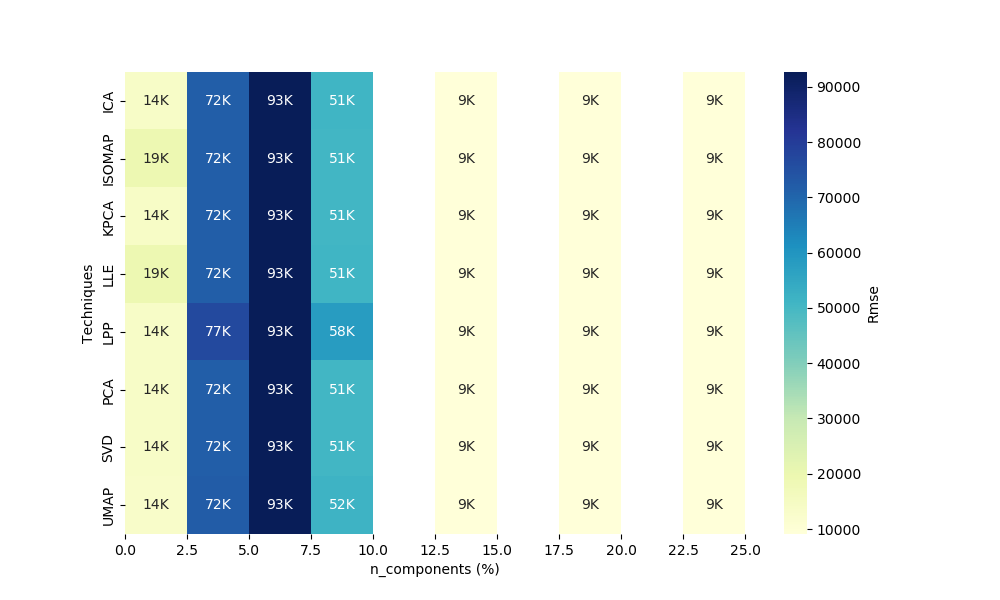 ICA 14K 72K 93K 51K 9K 9K 9K
ISOMAP 19K 72K 93K 51K 9K 9K 9K
KPCA 14K 72K 93K 51K 9K 9K 9K
LLE 19K 72K 93K 51K 9K 9K 9K
LPP 14K 77K 93K 58K 9K 9K 9K
PCA 14K 72K 93K 51K 9K 9K 9K
SVD 14K 72K 93K 51K 9K 9K 9K
UMAP 14K 72K 93K 52K 9K 9K 9K
Techniques
0.0 2.5 5.0 7.5 10.0 12.5 15.0 17.5 20.0 22.5 25.0
n_components (%)
90000
80000
70000
60000
50000
40000
30000
20000
10000
Rmse